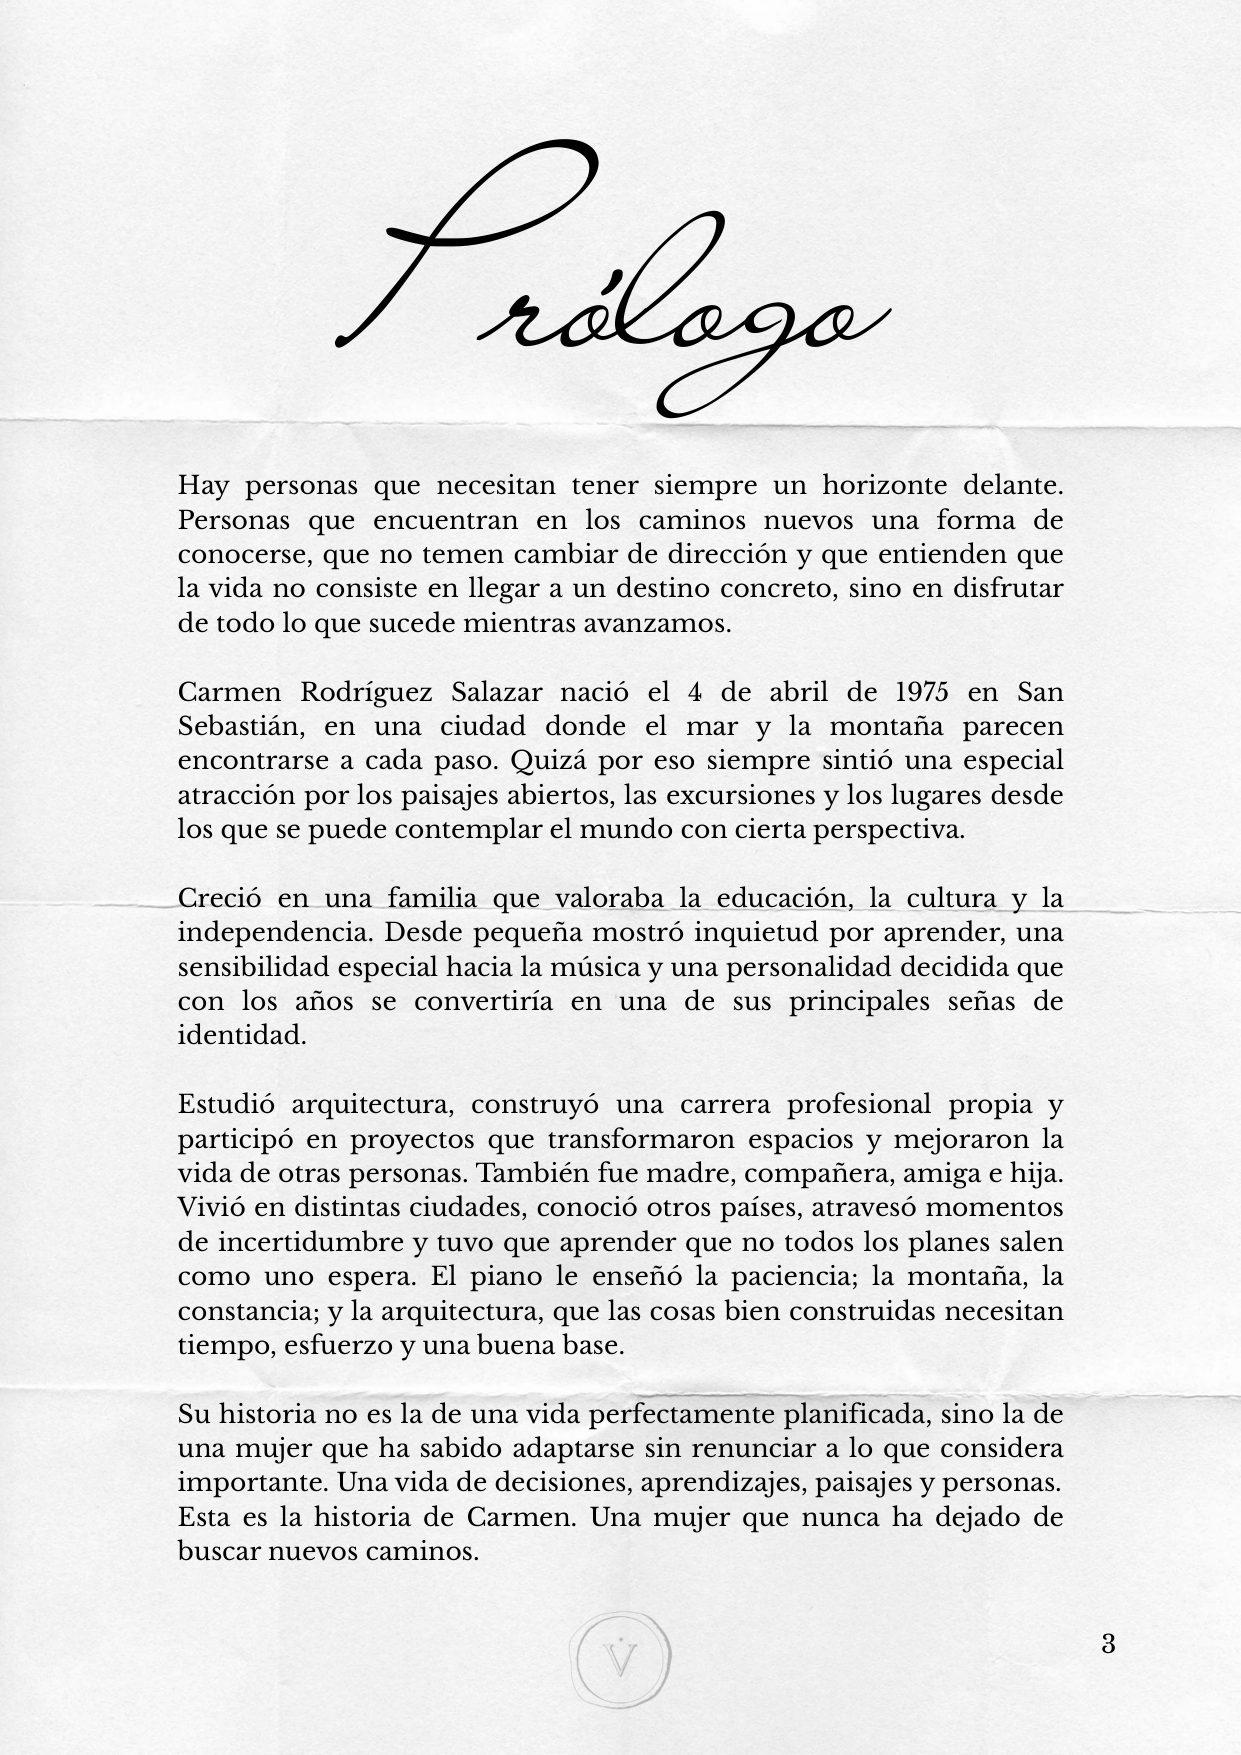 Prólogo
Hay personas que necesitan tener siempre un horizonte delante.
Personas que encuentran en los caminos nuevos una forma de
conocerse, que no temen cambiar de dirección y que entienden que
la vida no consiste en llegar a un destino concreto, sino en disfrutar
de todo lo que sucede mientras avanzamos.
Carmen Rodríguez Salazar nació el 4 de abril de 1975 en San
Sebastián, en una ciudad donde el mar y la montaña parecen
encontrarse a cada paso. Quizá por eso siempre sintió una especial
atracción por los paisajes abiertos, las excursiones y los lugares desde
los que se puede contemplar el mundo con cierta perspectiva.
Creció en una familia que valoraba la educación, la cultura y la
independencia. Desde pequeña mostró inquietud por aprender, una
sensibilidad especial hacia la música y una personalidad decidida que
con los años se convertiría en una de sus principales señas de
identidad.
Estudió arquitectura, construyó una carrera profesional propia y
participó en proyectos que transformaron espacios y mejoraron la
vida de otras personas. También fue madre, compañera, amiga e hija.
Vivió en distintas ciudades, conoció otros países, atravesó momentos
de incertidumbre y tuvo que aprender que no todos los planes salen
como uno espera. El piano le enseñó la paciencia; la montaña, la
constancia; y la arquitectura, que las cosas bien construidas necesitan
tiempo, esfuerzo y una buena base.
Su historia no es la de una vida perfectamente planificada, sino la de
una mujer que ha sabido adaptarse sin renunciar a lo que considera
importante. Una vida de decisiones, aprendizajes, paisajes y personas.
Esta es la historia de Carmen. Una mujer que nunca ha dejado de
buscar nuevos caminos.
V
3